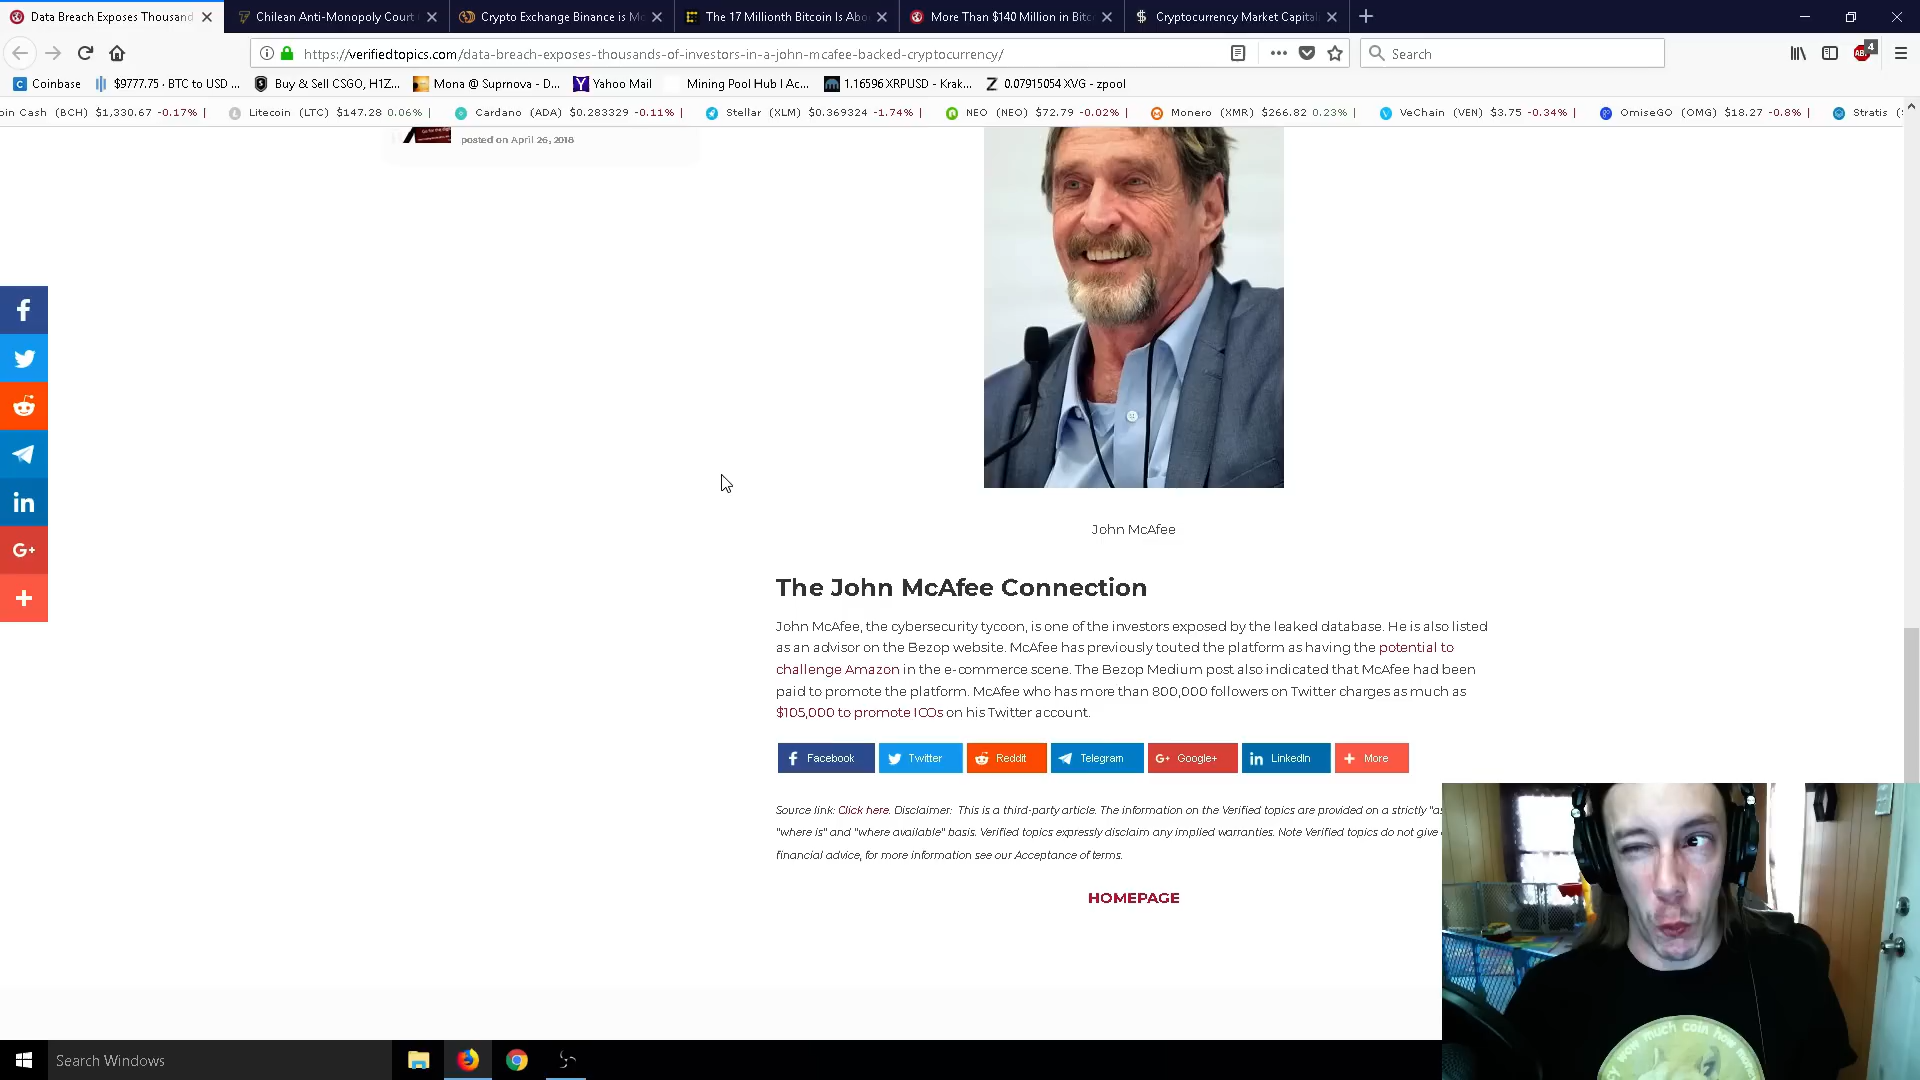 Data Breach Exposes Thousand
Chilean Anti-Monopoly Court
Crypto Exchange Binance is Mo
The 17 Millionth Bitcoin Is Abo
More Than $140 Million in Bitc
Cryptocurrency Market Capital
https://verifiedtopics.com/data-breach-exposes-thousands-of-investors-in-a-john-mcafee-backed-cryptocurrency/
Search
4
Coinbase
$9777.75 · BTC to USD ...
Buy & Sell CSGO, H1Z...
Mona @ Suprnova - D...
Yahoo Mail
Mining Pool Hub | Ac...
1.16596 XRPUSD - Krak...
0.07915054 XVG - zpool
oin Cash (BCH) $1,330.67 -0.17% |
Litecoin (LTC) $147.28 0.06% |
Cardano (ADA) $0.283329 -0.11% |
Stellar (XLM) $0.369324 -1.74% |
NEO (NEO) $72.79 -0.02% |
Monero (XMR) $266.82 0.23% |
VeChain (VEN) $3.75 -0.34% |
OmiseGO (OMG) $18.27 -0.8% |
Stratis
posted on April 26, 2018
John McAfee
The John McAfee Connection
John McAfee, the cybersecurity tycoon, is one of the investors exposed by the leaked database. He is also listed
as an advisor on the Bezop website. McAfee has previously touted the platform as having the potential to
challenge Amazon in the e-commerce scene. The Bezop Medium post also indicated that McAfee had been
paid to promote the platform. McAfee who has more than 800,000 followers on Twitter charges as much as
$105,000 to promote ICOs on his Twitter account.
Facebook
Twitter
Reddit
Telegram
Google+
LinkedIn
More
Source link: Click here. Disclaimer: This is a third-party article. The information on the Verified topics are provided on a strictly "as
"where is" and "where available" basis. Verified topics expressly disclaim any implied warranties. Note Verified topics do not give
financial advice, for more information see our Acceptance of terms.
HOMEPAGE
wow much coin how
Search Windows